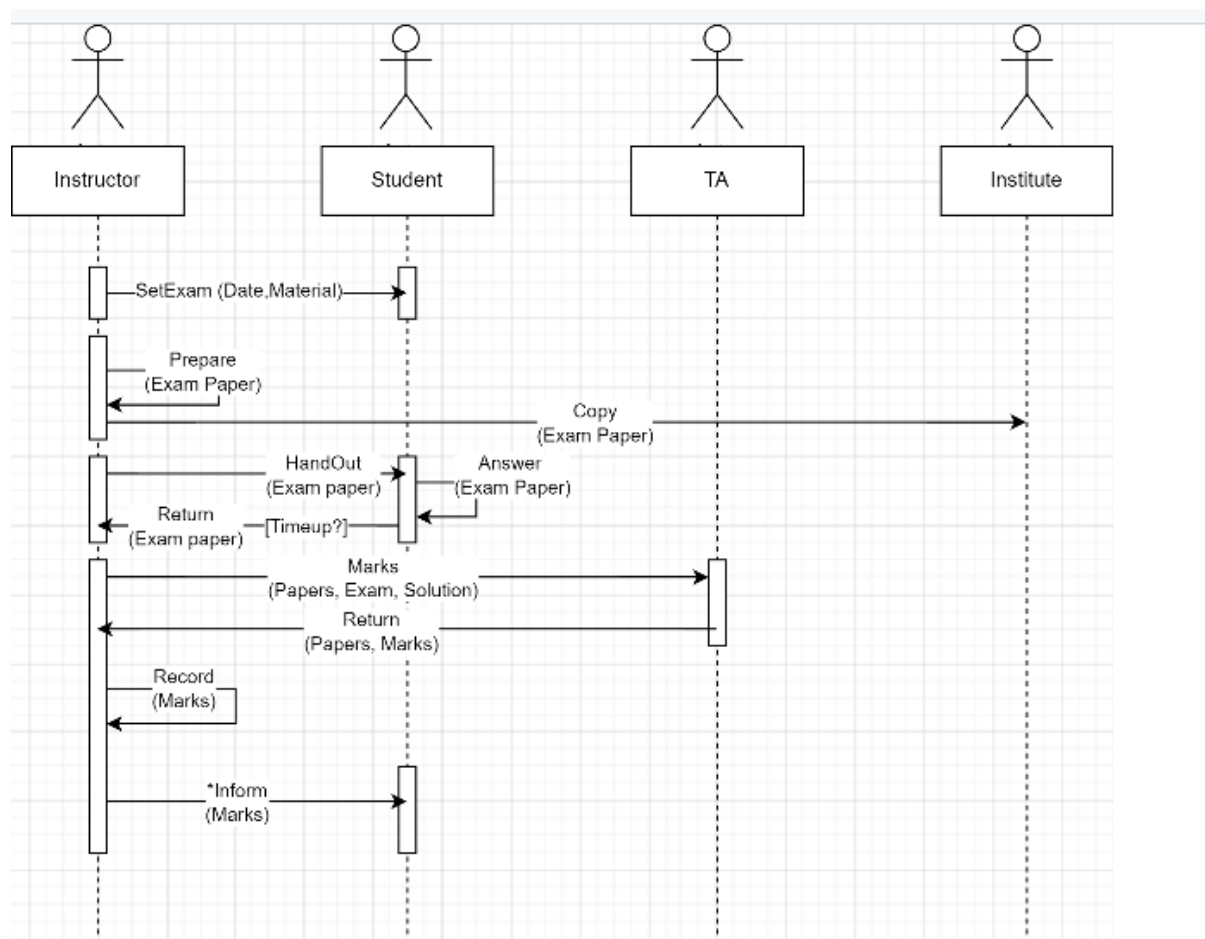 Instructor
Student
TA
Institute
SetExam (Date,Material)
Prepare
(Exam Paper)
Copy
(Exam Paper)
HandOut
(Exam paper)
Answer
(Exam Paper)
Return
(Exam paper)
[Timeup?]
Marks
(Papers, Exam, Solution)
Return
(Papers, Marks)
Record
(Marks)
*Inform
(Marks)